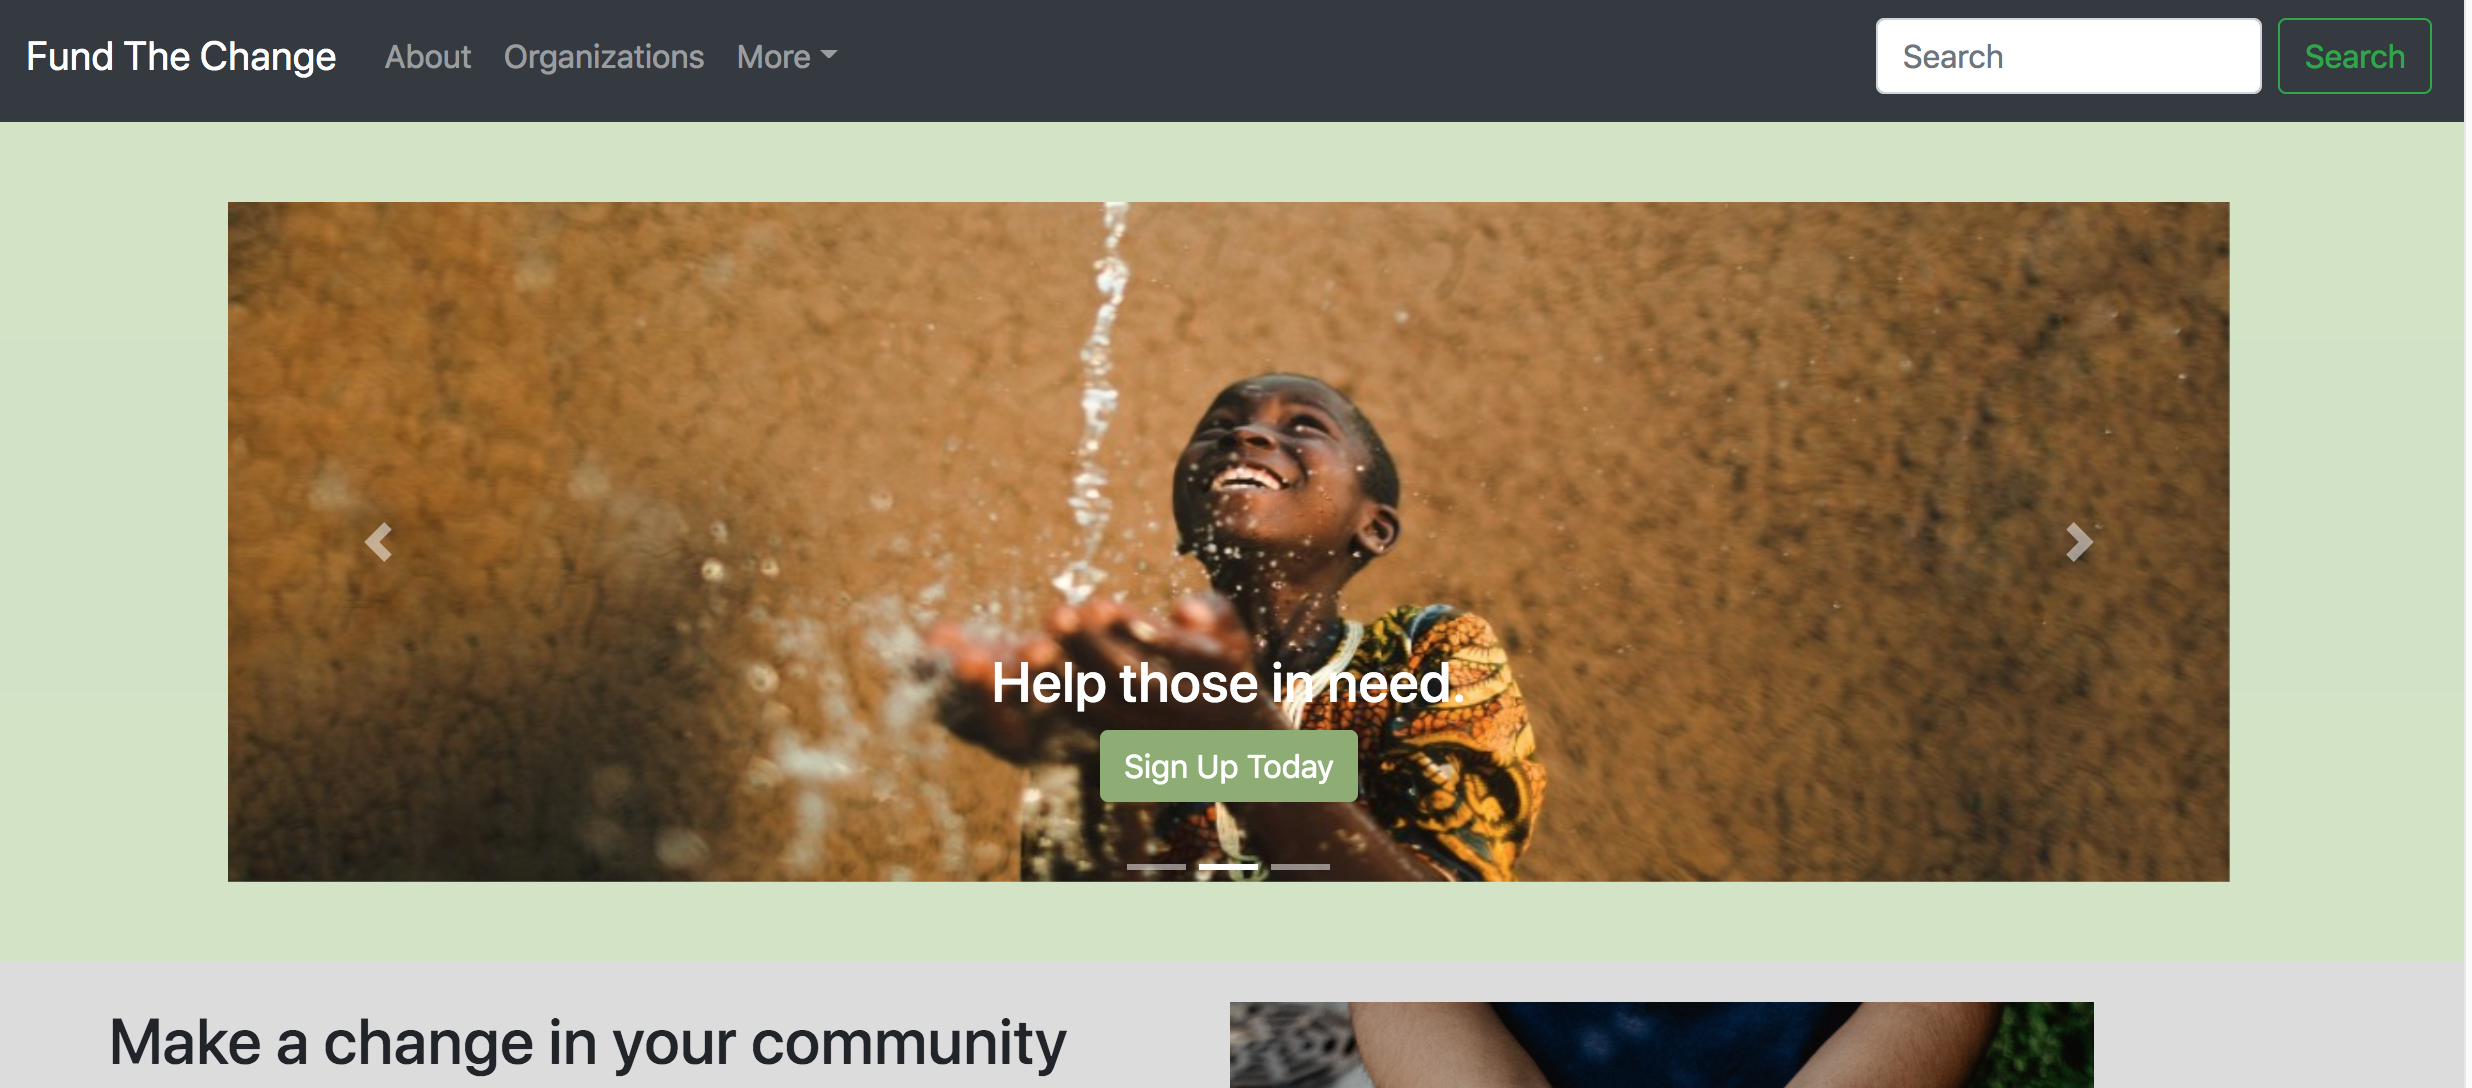 Fund The Change About Organizations More Search Search
Help those in need.
Sign Up Today
Make a change in your community